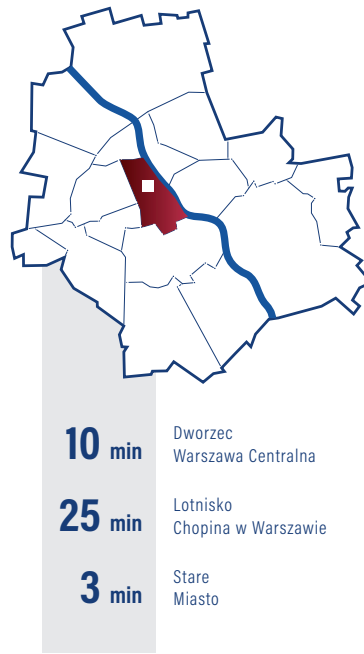 10 min
Dworzec
Warszawa Centralna
25 min
Lotnisko
Chopina w Warszawie
3 min
Stare
Miasto